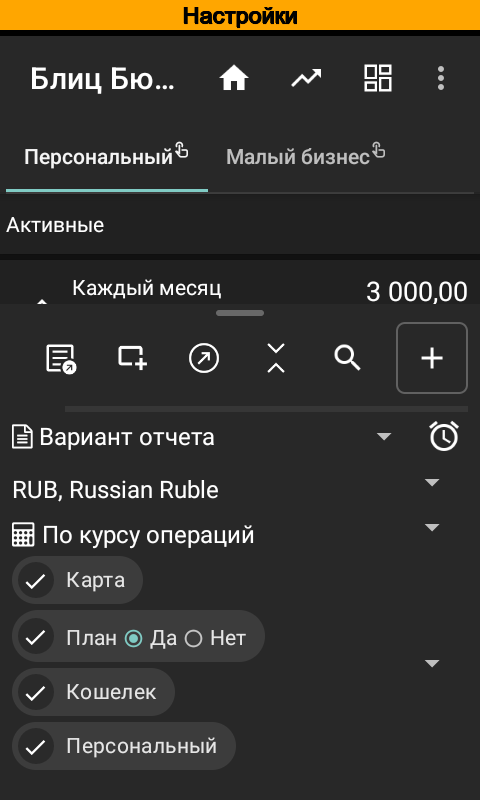 Настройки
Блиц Бю...
Персональный Малый бизнес
Активные
Каждый месяц 3 000,00
Вариант отчета
RUB, Russian Ruble
По курсу операций
Карта
План Да Нет
Кошелек
Персональный